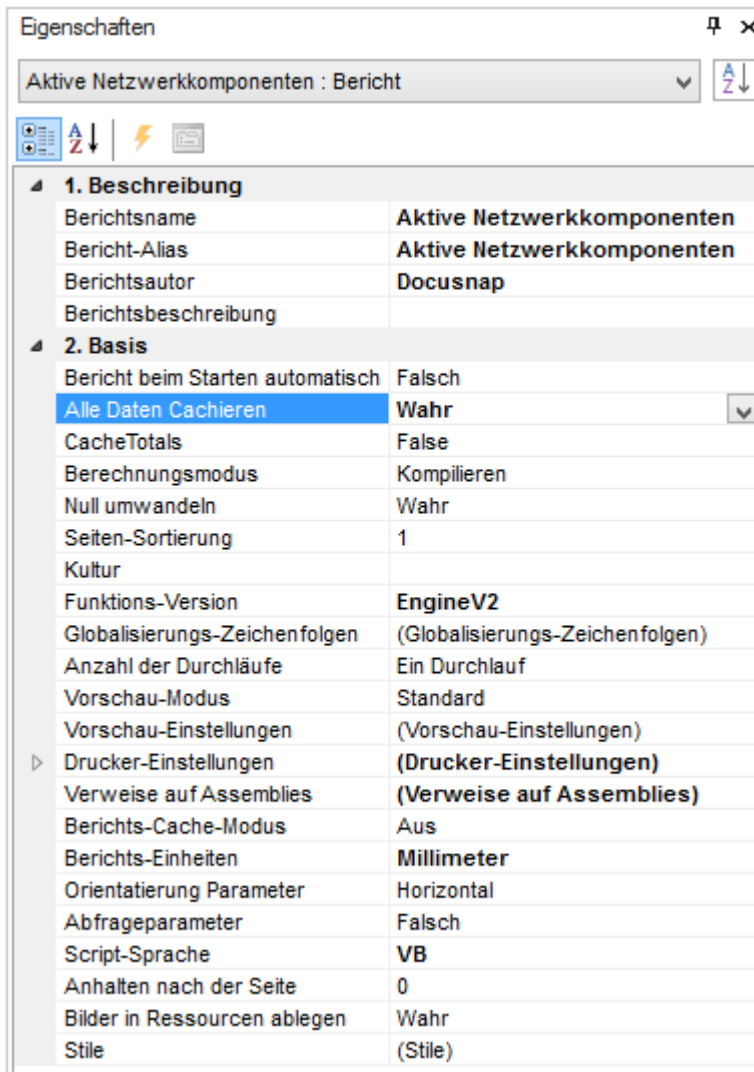 Eigenschaften
Aktive Netzwerkkomponenten : Bericht
1. Beschreibung
Berichtsname Aktive Netzwerkkomponenten
Bericht-Alias Aktive Netzwerkkomponenten
Berichtsautor Docusnap
Berichtsbeschreibung
2. Basis
Bericht beim Starten automatisch Falsch
Alle Daten Cachieren Wahr
CacheTotals False
Berechnungsmodus Kompilieren
Null umwandeln Wahr
Seiten-Sortierung 1
Kultur
Funktions-Version EngineV2
Globalisierungs-Zeichenfolgen (Globalisierungs-Zeichenfolgen)
Anzahl der Durchläufe Ein Durchlauf
Vorschau-Modus Standard
Vorschau-Einstellungen (Vorschau-Einstellungen)
Drucker-Einstellungen (Drucker-Einstellungen)
Verweise auf Assemblies (Verweise auf Assemblies)
Berichts-Cache-Modus Aus
Berichts-Einheiten Millimeter
Orientatierung Parameter Horizontal
Abfrageparameter Falsch
Script-Sprache VB
Anhalten nach der Seite 0
Bilder in Ressourcen ablegen Wahr
Stile (Stile)